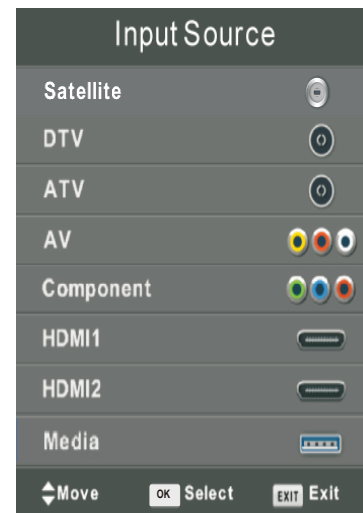 Input Source
Satellite
DTV
ATV
AV
Component
HDMI1
HDMI2
Media
Move OK Select EXIT Exit